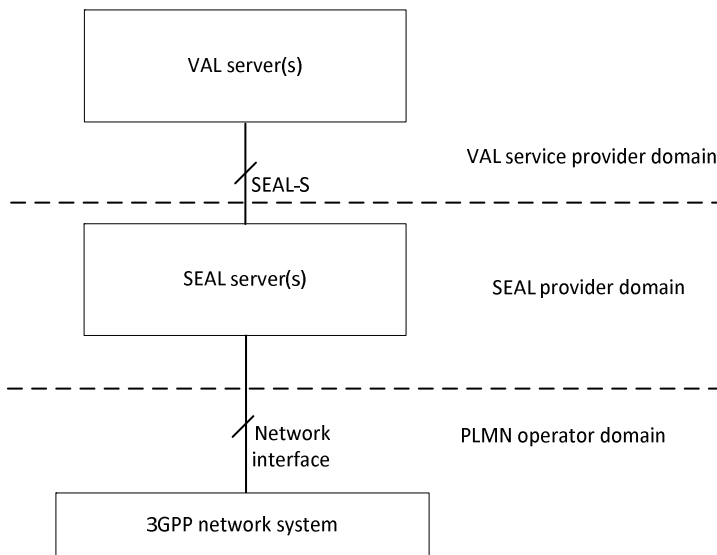 VAL server(s)
VAL service provider domain
SEAL-S
SEAL server(s)
SEAL provider domain
PLMN operator domain
Network
interface
3GPP network system